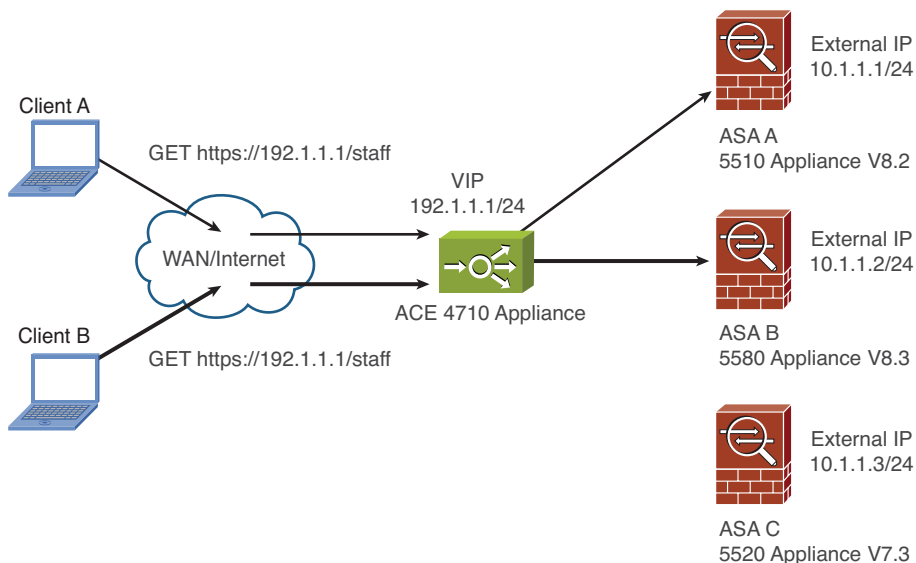 Client A
GET https://192.1.1.1/staff
WAN/Internet
Client B
GET https://192.1.1.1/staff
VIP
192.1.1.1/24
ACE 4710 Appliance
External IP
10.1.1.1/24
ASA A
5510 Appliance V8.2
External IP
10.1.1.2/24
ASA B
5580 Appliance V8.3
External IP
10.1.1.3/24
ASA C
5520 Appliance V7.3